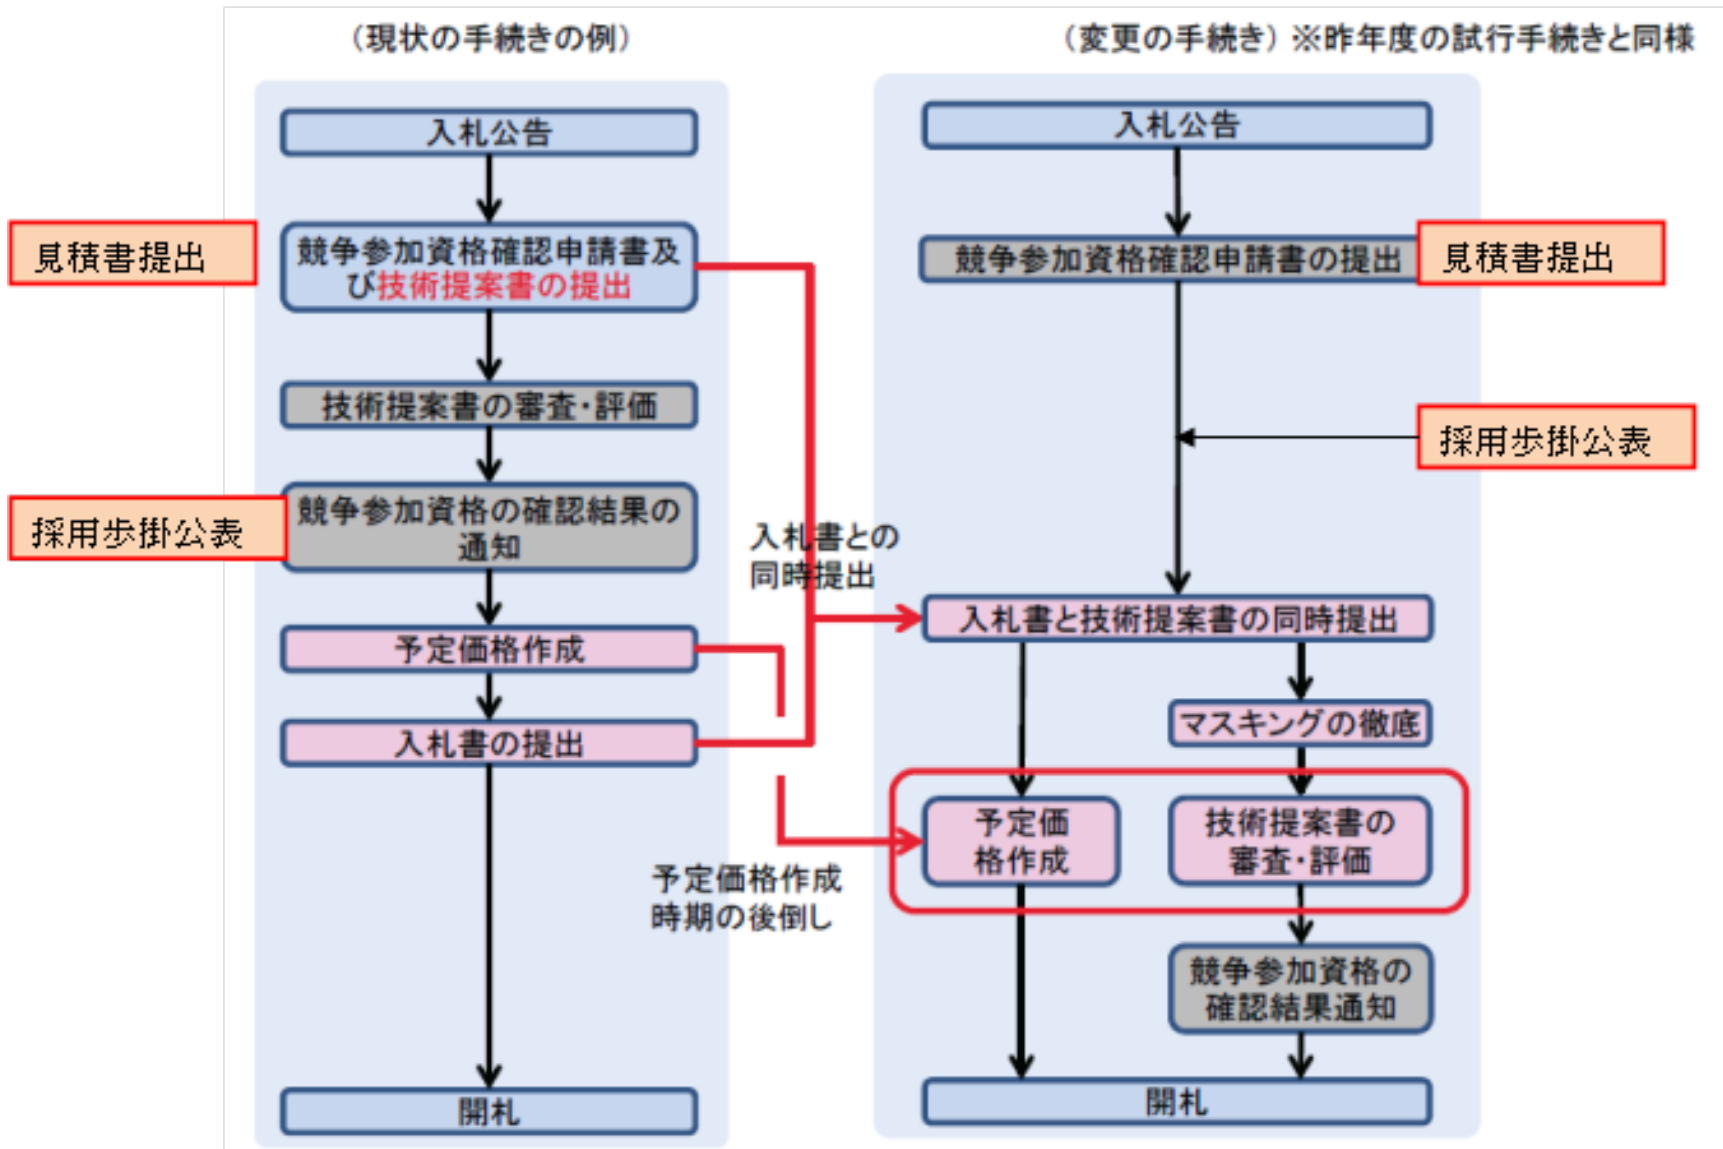 （現状の手続きの例）
入札公告
見積書提出
競争参加資格確認申請書及
び技術提案書の提出
技術提案書の審査・評価
採用歩掛公表
競争参加資格の確認結果の
通知
予定価格作成
入札書の提出
開札
入札書との
同時提出
予定価格作成
時期の後倒し
（変更の手続き）※昨年度の試行手続きと同様
入札公告
競争参加資格確認申請書の提出
見積書提出
採用歩掛公表
入札書と技術提案書の同時提出
マスキングの徹底
予定価
格作成
技術提案書の
審査・評価
競争参加資格の
確認結果通知
開札